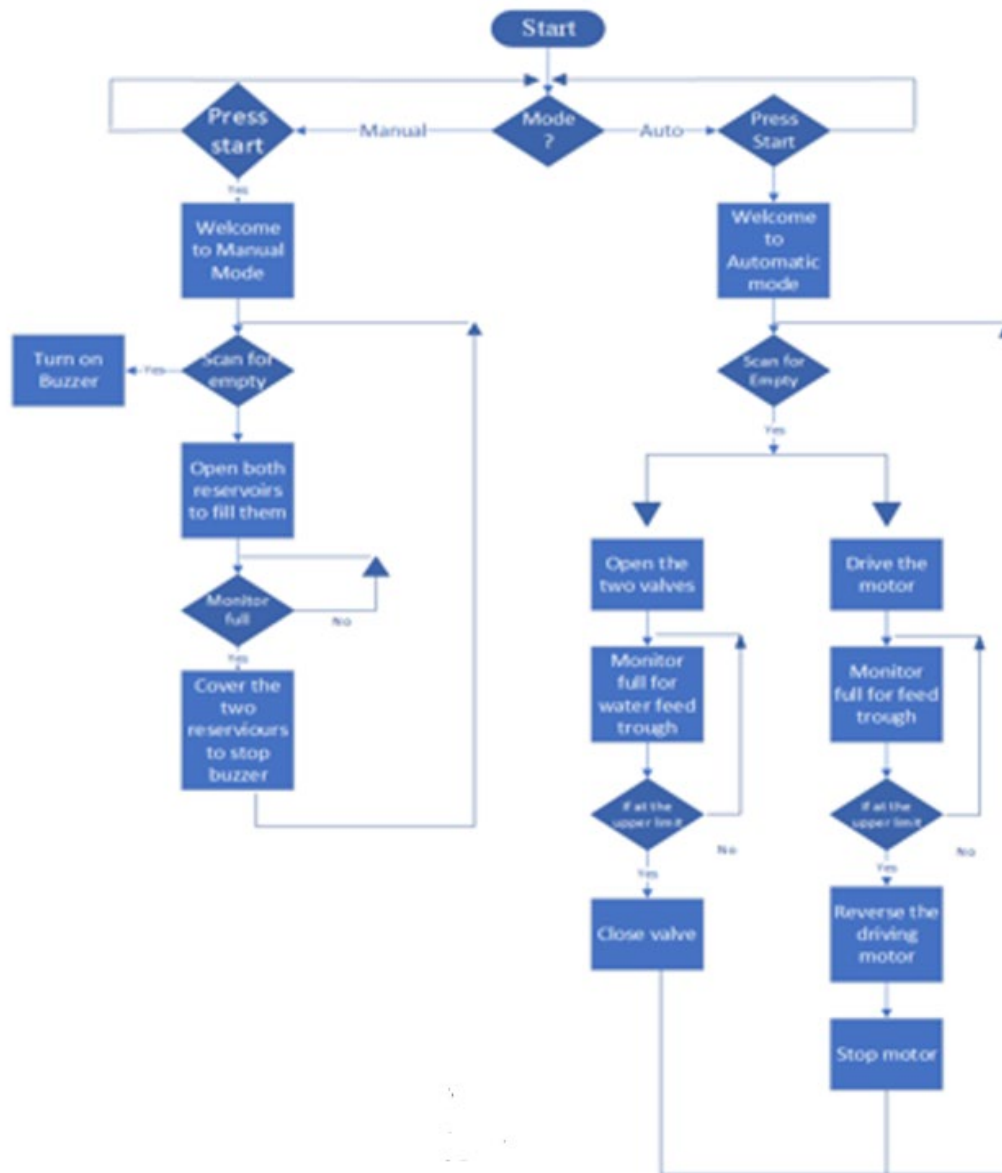 Start
Press
start
Manual
Mode
?
Auto
Press
Start
Yes
Welcome
to Manual
Mode
Welcome
to
Automatic
mode
Turn on
Buzzer
Yes
Scan for
empty
Scan for
Empty
Yes
Open both
reservoirs
to fill them
Open the
two valves
Drive the
motor
Monitor
full
No
Yes
Cover the
two
reserviours
to stop
buzzer
Monitor
full for
water feed
trough
Monitor
full for feed
trough
If at the
upper limit
No
Yes
If at the
upper limit
No
Yes
Close valve
Reverse the
driving
motor
Stop motor